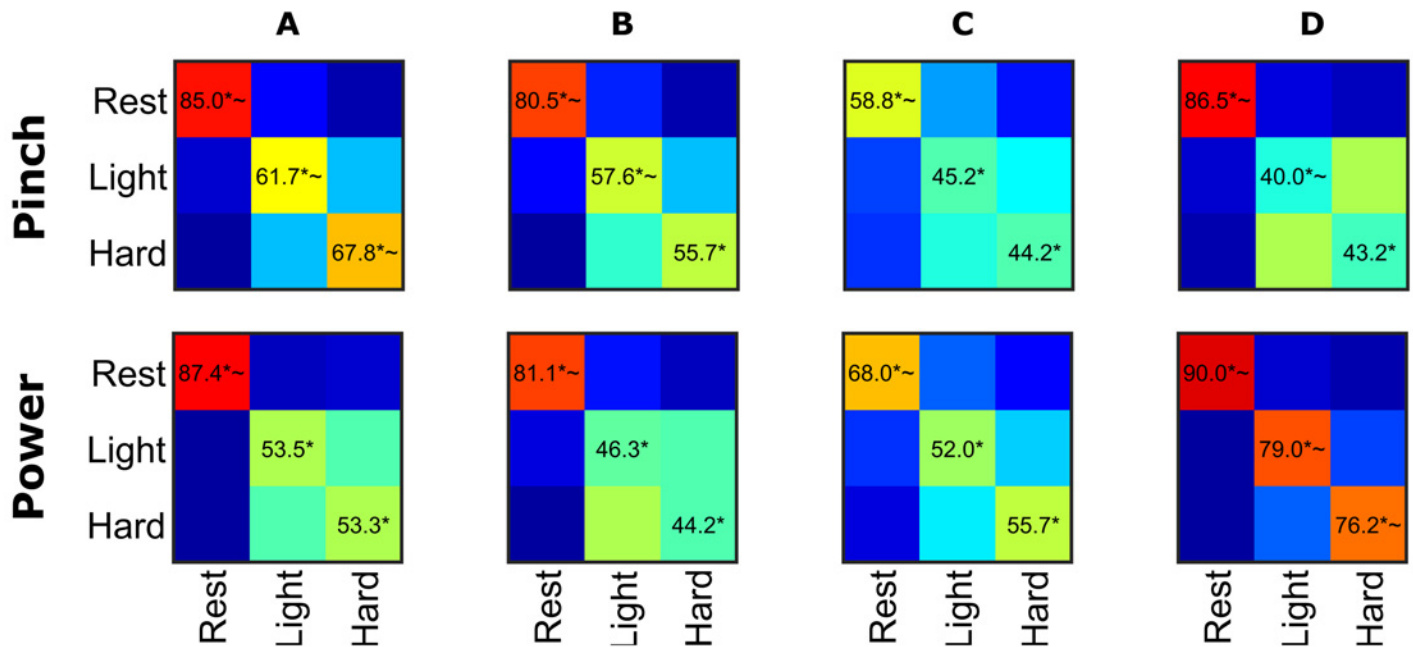 A B C D
Pinch
Rest 85.0*~ 80.5*~ 58.8*~ 86.5*~
Light 61.7*~ 57.6*~ 45.2* 40.0*~
Hard 67.8*~ 55.7* 44.2* 43.2*
Power
Rest 87.4*~ 81.1*~ 68.0*~ 90.0*~
Light 53.5* 46.3* 52.0* 79.0*~
Hard 53.3* 44.2* 55.7* 76.2*~
Rest Light Hard Rest Light Hard Rest Light Hard Rest Light Hard